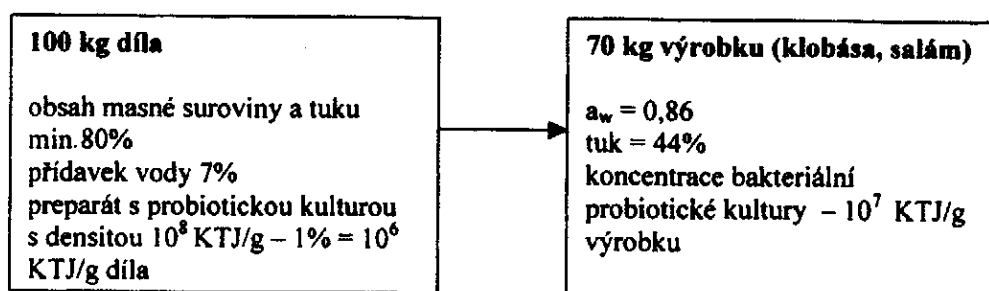 100 kg díla
obsah masné suroviny a tuku
min. 80%
přídavek vody 7%
preparát s probiotickou kulturou
s densitou 10⁸ KTJ/g – 1% = 10⁶
KTJ/g díla
70 kg výrobku (klobása, salám)
a_w = 0,86
tuk = 44%
koncentrace bakteriální
probiotické kultury – 10⁷ KTJ/g
výrobku